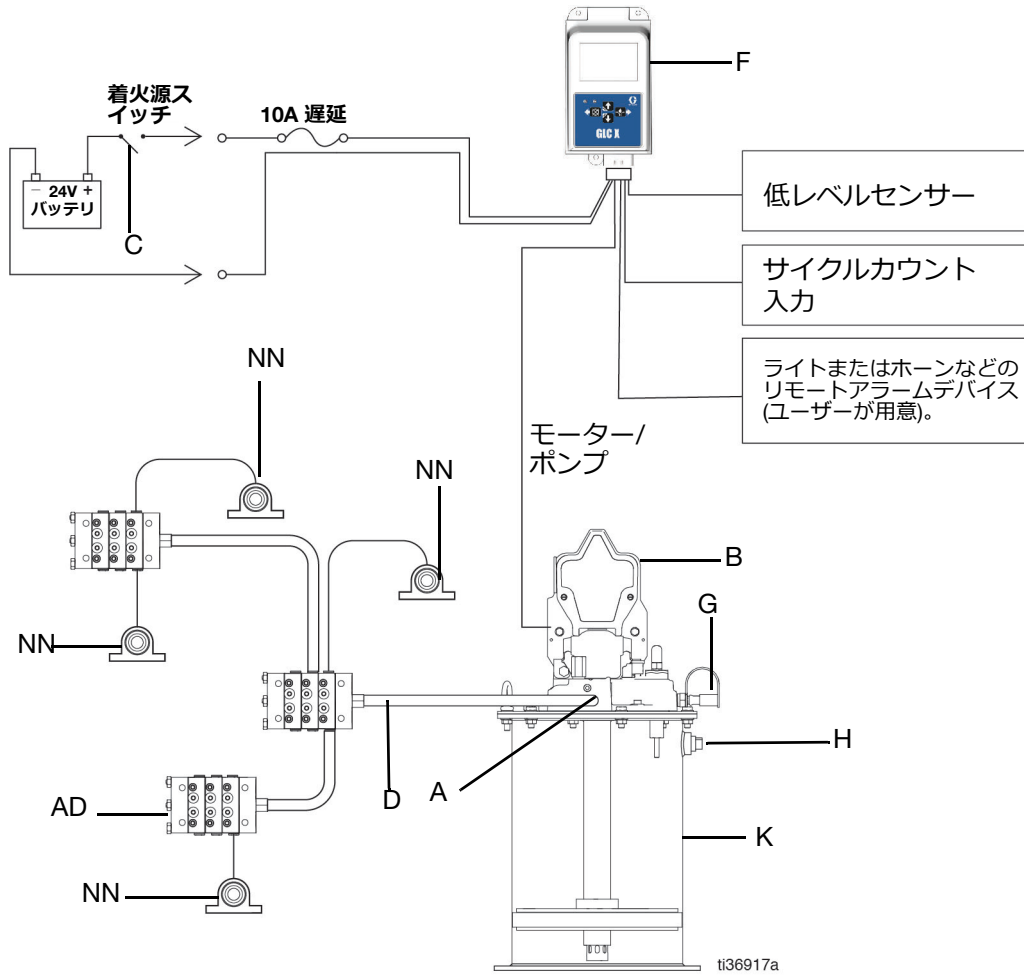 F
着火源ス
イッチ
10A 遅延
GLC X
− 24V +
バッテリ
C
低レベルセンサー
サイクルカウント
入力
ライトまたはホーンなどの
リモートアラームデバイス
(ユーザーが用意)。
モーター/
ポンプ
NN
NN
B
G
NN
H
AD
D
A
K
NN
ti36917a